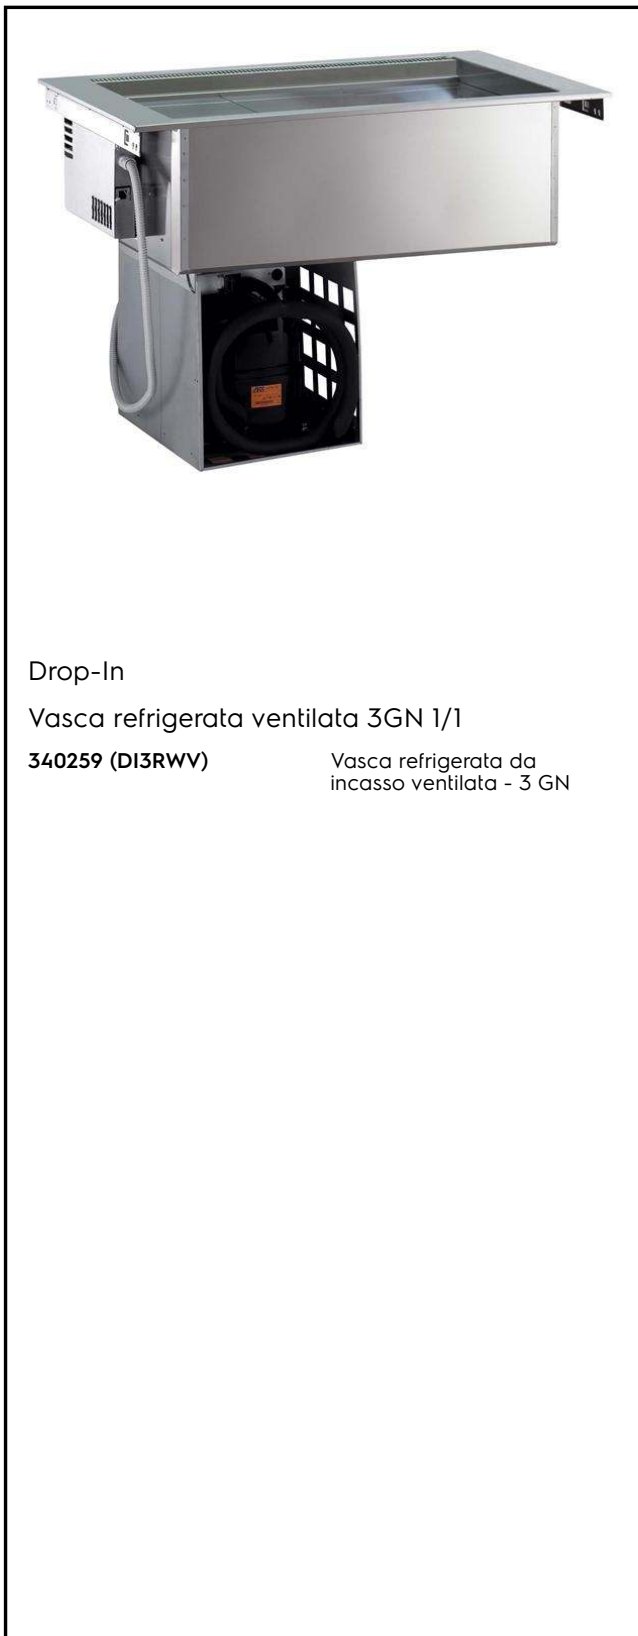 Drop-In
Vasca refrigerata ventilata 3GN 1/1
340259 (DI3RWV)
Vasca refrigerata da
incasso ventilata - 3 GN